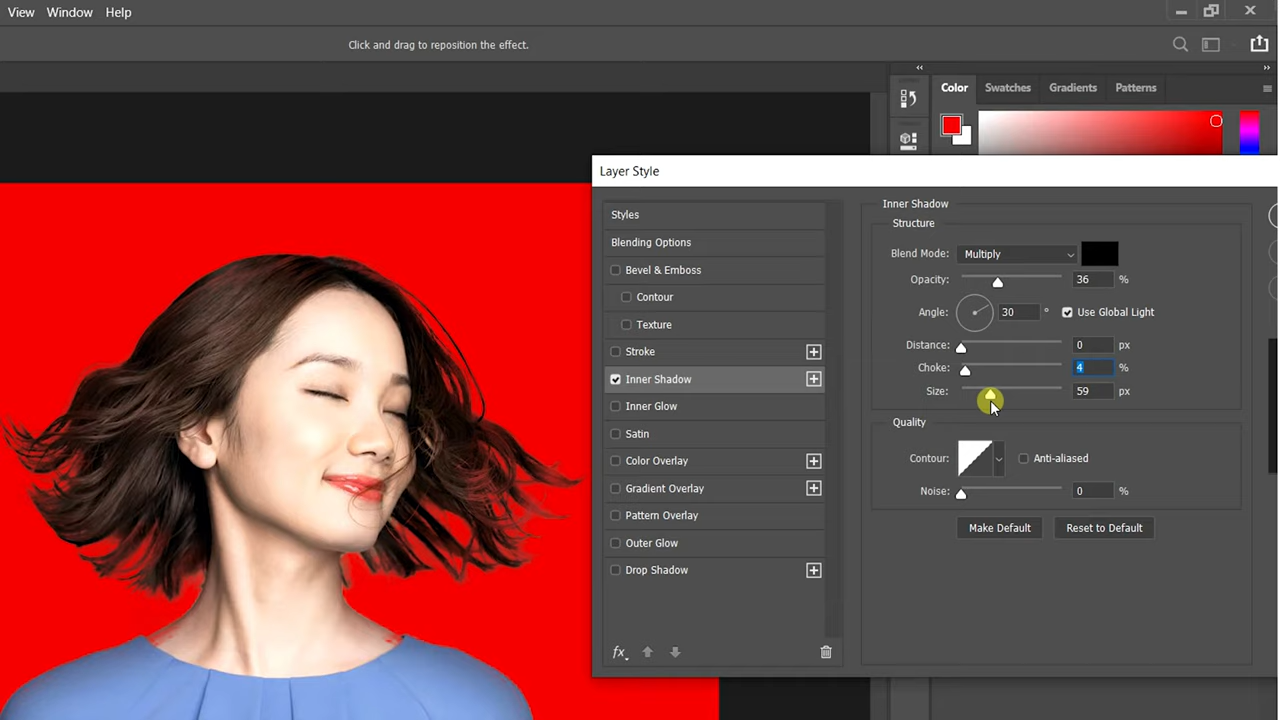 View Window Help
Click and drag to reposition the effect.
Color Swatches Gradients Patterns
Layer Style
Styles
Blending Options
Bevel & Emboss
Contour
Texture
Stroke
Inner Shadow
Inner Glow
Satin
Color Overlay
Gradient Overlay
Pattern Overlay
Outer Glow
Drop Shadow
fx
Inner Shadow
Structure
Blend Mode: Multiply
Opacity: 36 %
Angle: 30 ° Use Global Light
Distance: 0 px
Choke: 4 %
Size: 59 px
Quality
Contour: Anti-aliased
Noise: 0 %
Make Default Reset to Default